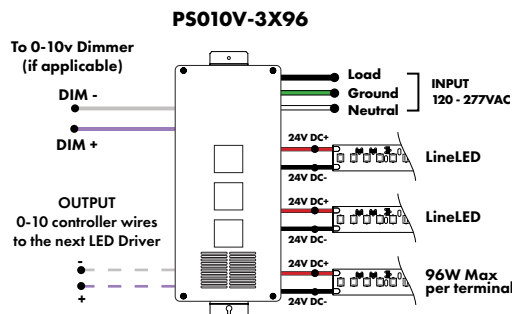 PS010V-3X96
To 0-10v Dimmer
(if applicable)
DIM -
DIM +
OUTPUT
0-10 controller wires
to the next LED Driver
-
+
Load
Ground
Neutral
INPUT
120 - 277VAC
24V DC+
24V DC-
LineLED
24V DC+
24V DC-
LineLED
24V DC+
24V DC-
96W Max
per terminal